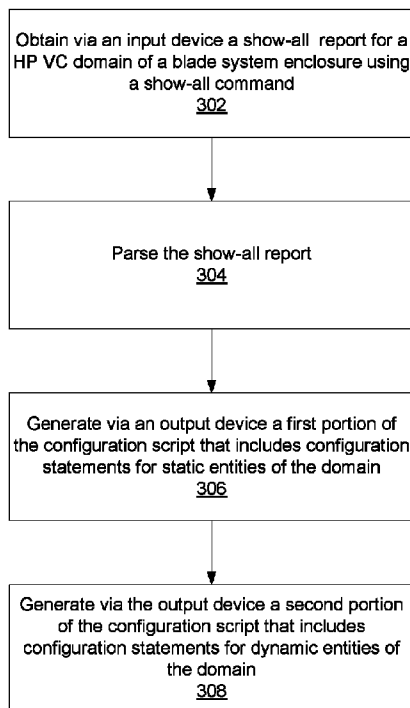 Obtain via an input device a show-all report for a
HP VC domain of a blade system enclosure using
a show-all command
302
Parse the show-all report
304
Generate via an output device a first portion of
the configuration script that includes configuration
statements for static entities of the domain
306
Generate via the output device a second portion
of the configuration script that includes
configuration statements for dynamic entities of
the domain
308